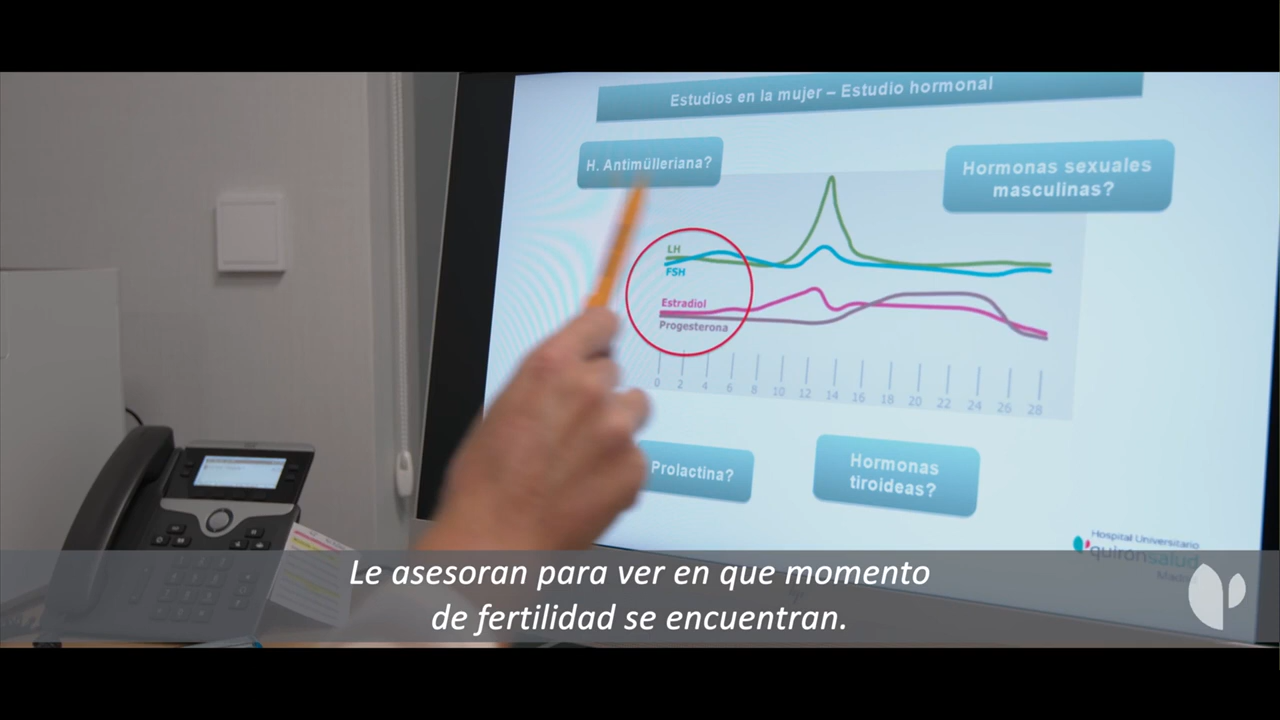 Estudios en la mujer – Estudio hormonal
H. Antimülleriana?
Hormonas sexuales
masculinas?
LH
FSH
Estradiol
Progesterona
0 2 4 6 8 10 12 14 16 18 20 22 24 26 28
Prolactina?
Hormonas
tiroideas?
Hospital Universitario
quirónsalud
Madrid
Le asesoran para ver en que momento
de fertilidad se encuentran.